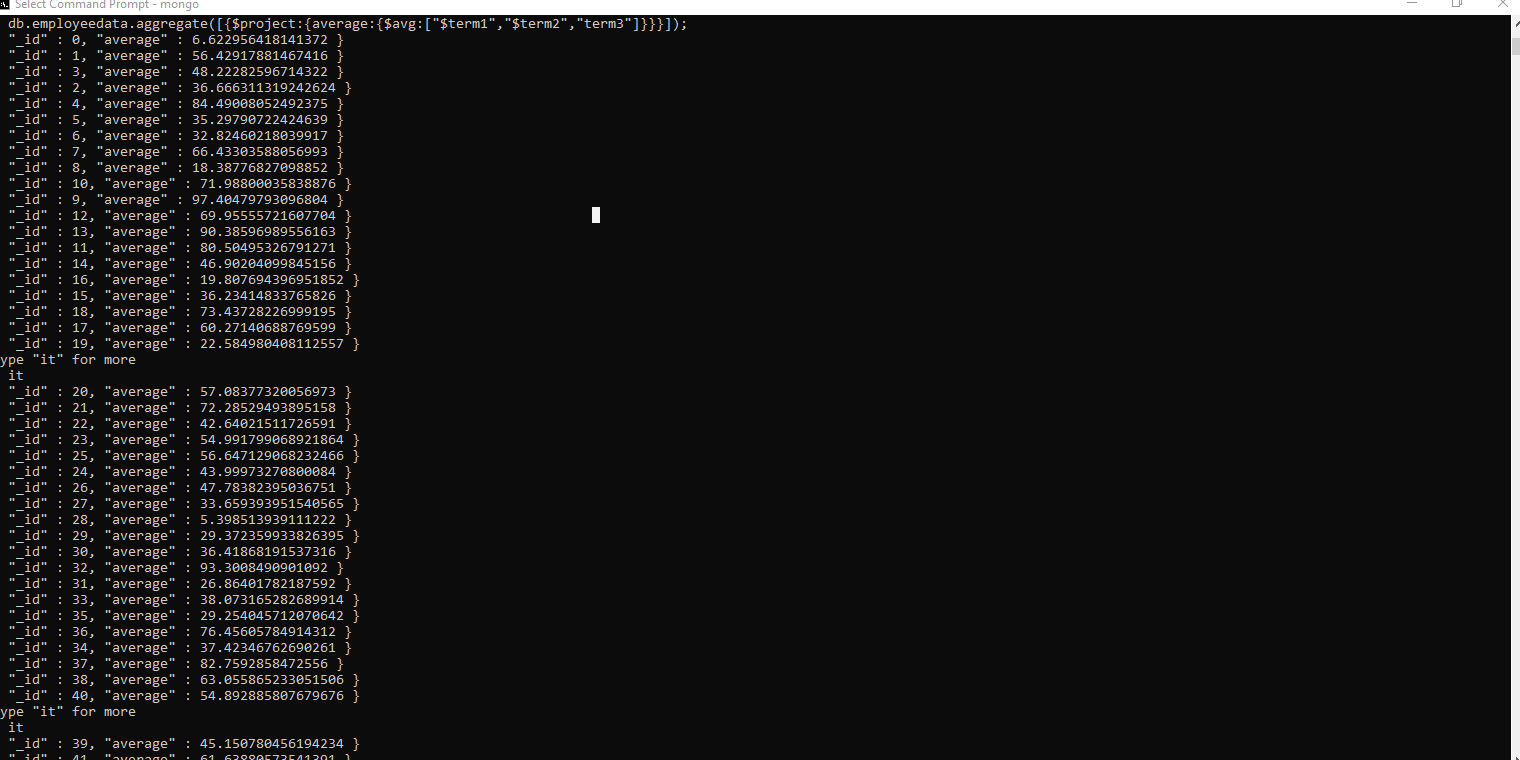 Select Command Prompt - mongo
db.employeedata.aggregate([{$project:{average:{$avg:["$term1","$term2","term3"]}}}]);
"_id" : 0, "average" : 6.622956418141372 }
"_id" : 1, "average" : 56.42917881467416 }
"_id" : 3, "average" : 48.22282596714322 }
"_id" : 2, "average" : 36.666311319242624 }
"_id" : 4, "average" : 84.49008052492375 }
"_id" : 5, "average" : 35.29790722424639 }
"_id" : 6, "average" : 32.82460218039917 }
"_id" : 7, "average" : 66.43303588056993 }
"_id" : 8, "average" : 18.38776827098852 }
"_id" : 10, "average" : 71.98800035838876 }
"_id" : 9, "average" : 97.40479793096804 }
"_id" : 12, "average" : 69.95555721607704 }
"_id" : 13, "average" : 90.38596989556163 }
"_id" : 11, "average" : 80.50495326791271 }
"_id" : 14, "average" : 46.90204099845156 }
"_id" : 16, "average" : 19.807694396951852 }
"_id" : 15, "average" : 36.23414833765826 }
"_id" : 18, "average" : 73.43728226999195 }
"_id" : 17, "average" : 60.27140688769599 }
"_id" : 19, "average" : 22.584980408112557 }
ype "it" for more
it
"_id" : 20, "average" : 57.08377320056973 }
"_id" : 21, "average" : 72.28529493895158 }
"_id" : 22, "average" : 42.64021511726591 }
"_id" : 23, "average" : 54.991799068921864 }
"_id" : 25, "average" : 56.647129068232466 }
"_id" : 24, "average" : 43.99973270800084 }
"_id" : 26, "average" : 47.78382395036751 }
"_id" : 27, "average" : 33.659393951540565 }
"_id" : 28, "average" : 5.398513939111222 }
"_id" : 29, "average" : 29.372359933826395 }
"_id" : 30, "average" : 36.41868191537316 }
"_id" : 32, "average" : 93.3008490901092 }
"_id" : 31, "average" : 26.86401782187592 }
"_id" : 33, "average" : 38.073165282689914 }
"_id" : 35, "average" : 29.254045712070642 }
"_id" : 36, "average" : 76.45605784914312 }
"_id" : 34, "average" : 37.42346762690261 }
"_id" : 37, "average" : 82.7592858472556 }
"_id" : 38, "average" : 63.055865233051506 }
"_id" : 40, "average" : 54.892885807679676 }
ype "it" for more
it
"_id" : 39, "average" : 45.150780456194234 }
"_id" : 41, "average" : 61.63880573541391 }